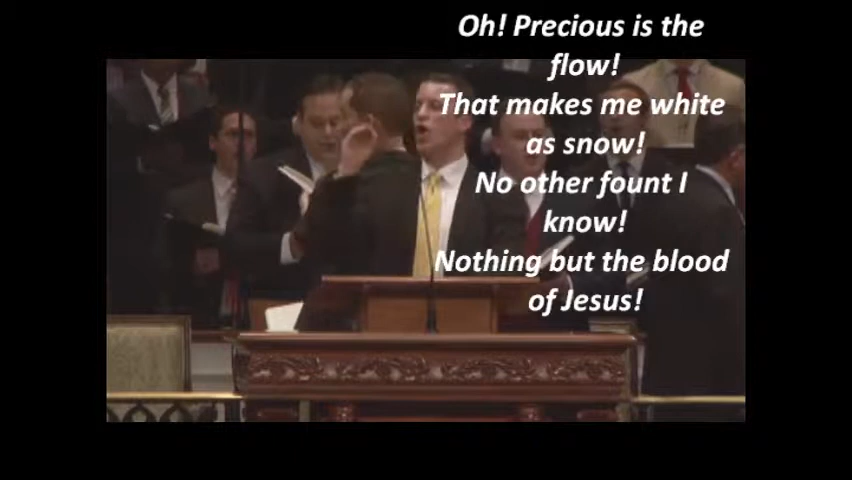 Oh! Precious is the
flow!
That makes me white
as snow!
No other fount I
know!
Nothing but the blood
of Jesus!